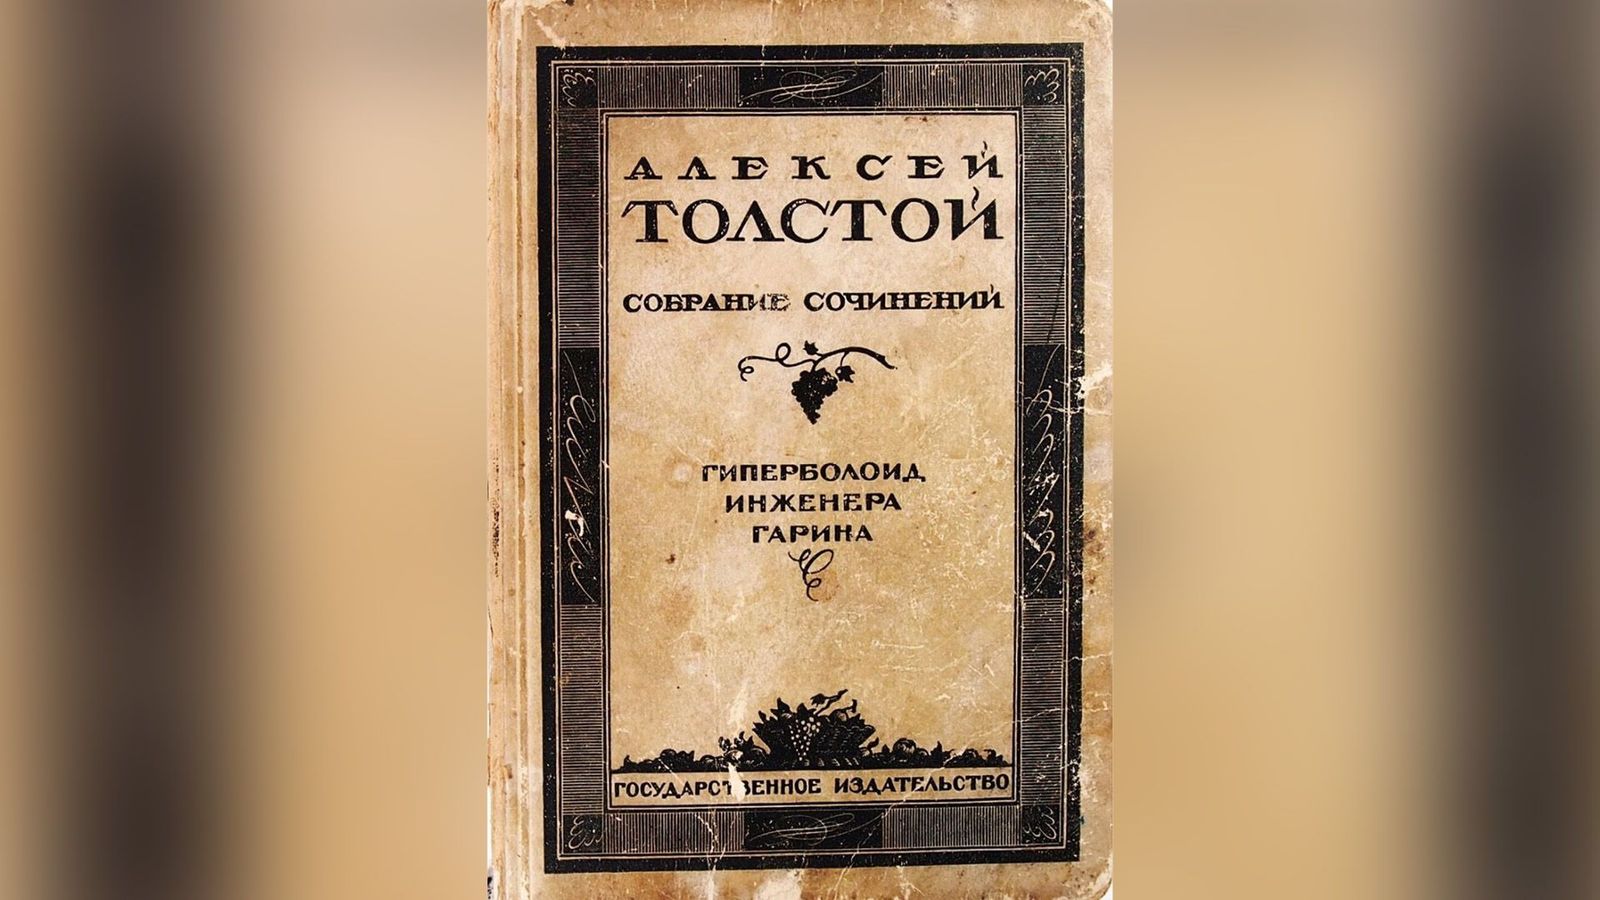 АЛЕКСЕЙ
ТОЛСТОЙ
СОБРАНИЕ СОЧИНЕНИЙ
ГИПЕРБОЛОИД
ИНЖЕНЕРА
ГАРИНА
ГОСУДАРСТВЕННОЕ ИЗДАТЕЛЬСТВО